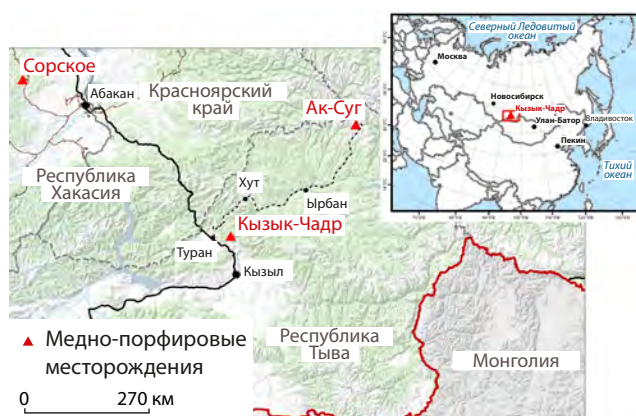 Сорское
Абакан
Красноярский
край
Ак-Суг
Республика
Хакасия
Хут
Ырбан
Кызык-Чадр
Туран
Кызыл
Республика
Тыва
Монголия
Медно-порфировые
месторождения
0 270 км
Северный Ледовитый
океан
Москва
Новосибирск
Кызык-Чадр
Улан-Батор
Владивосток
Пекин
Тихий
океан